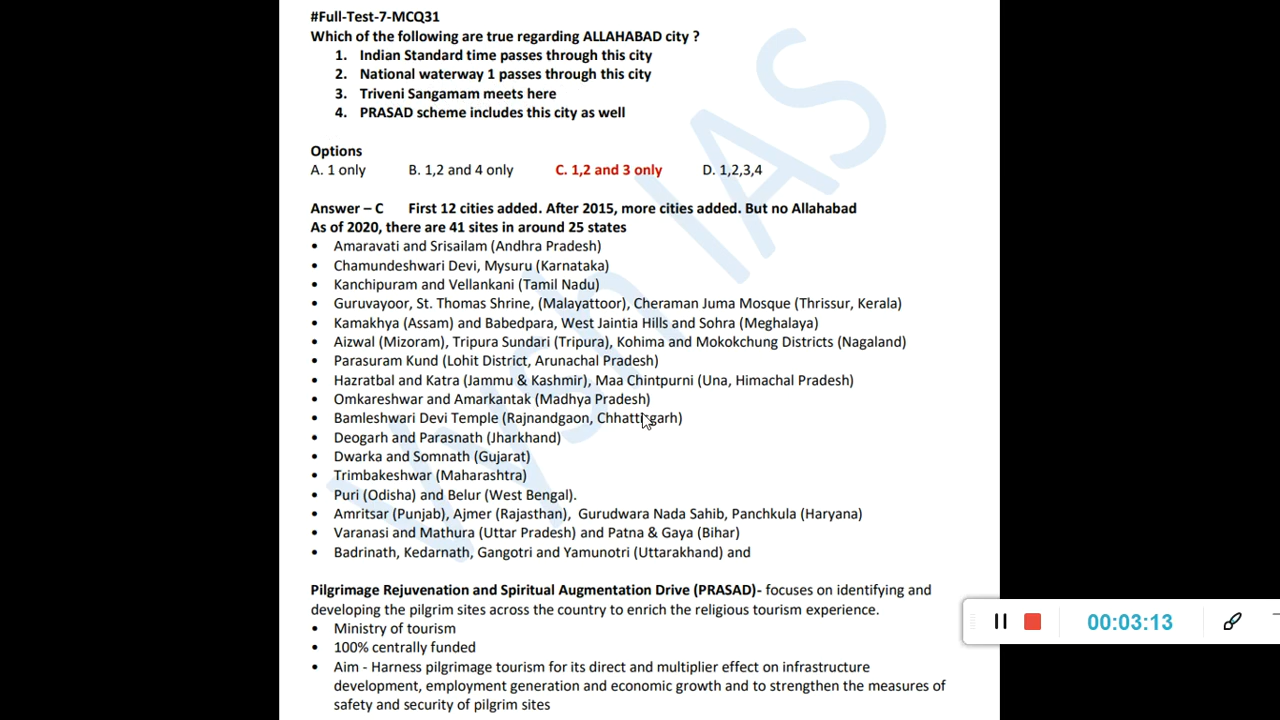 #Full-Test-7-MCQ31
Which of the following are true regarding ALLAHABAD city ?
1. Indian Standard time passes through this city
2. National waterway 1 passes through this city
3. Triveni Sangamam meets here
4. PRASAD scheme includes this city as well
Options
A. 1 only B. 1,2 and 4 only C. 1,2 and 3 only D. 1,2,3,4
Answer – C First 12 cities added. After 2015, more cities added. But no Allahabad
As of 2020, there are 41 sites in around 25 states
• Amaravati and Srisailam (Andhra Pradesh)
• Chamundeshwari Devi, Mysuru (Karnataka)
• Kanchipuram and Vellankani (Tamil Nadu)
• Guruvayoor, St. Thomas Shrine, (Malayattoor), Cheraman Juma Mosque (Thrissur, Kerala)
• Kamakhya (Assam) and Babedpara, West Jaintia Hills and Sohra (Meghalaya)
• Aizwal (Mizoram), Tripura Sundari (Tripura), Kohima and Mokokchung Districts (Nagaland)
• Parasuram Kund (Lohit District, Arunachal Pradesh)
• Hazratbal and Katra (Jammu & Kashmir), Maa Chintpurni (Una, Himachal Pradesh)
• Omkareshwar and Amarkantak (Madhya Pradesh)
• Bamleshwari Devi Temple (Rajnandgaon, Chhattisgarh)
• Deogarh and Parasnath (Jharkhand)
• Dwarka and Somnath (Gujarat)
• Trimbakeshwar (Maharashtra)
• Puri (Odisha) and Belur (West Bengal).
• Amritsar (Punjab), Ajmer (Rajasthan), Gurudwara Nada Sahib, Panchkula (Haryana)
• Varanasi and Mathura (Uttar Pradesh) and Patna & Gaya (Bihar)
• Badrinath, Kedarnath, Gangotri and Yamunotri (Uttarakhand) and
Pilgrimage Rejuvenation and Spiritual Augmentation Drive (PRASAD)- focuses on identifying and
developing the pilgrim sites across the country to enrich the religious tourism experience.
• Ministry of tourism
• 100% centrally funded
• Aim - Harness pilgrimage tourism for its direct and multiplier effect on infrastructure
development, employment generation and economic growth and to strengthen the measures of
safety and security of pilgrim sites
00:03:13